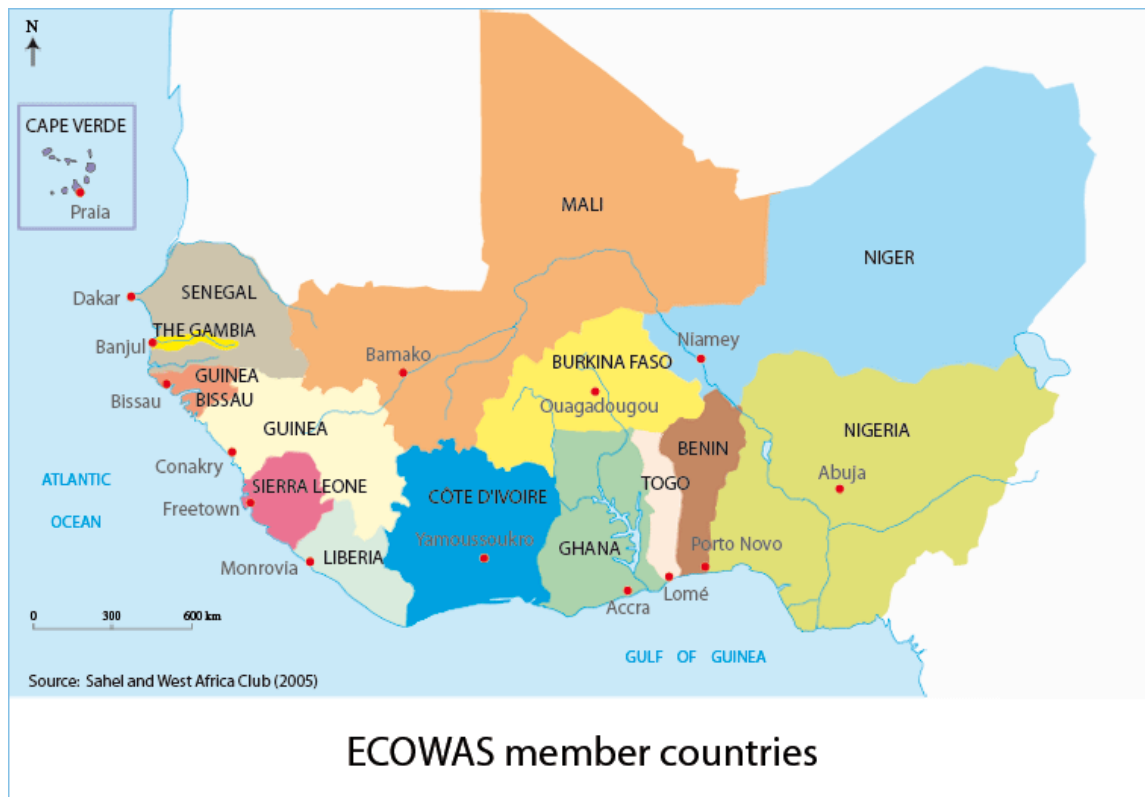 N
CAPE VERDE
Praia
MALI
NIGER
SENEGAL
Dakar
THE GAMBIA
Banjul
Niamey
Bamako
BURKINA FASO
GUINEA
BISSAU
Bissau
Ouagadougou
GUINEA
BENIN
NIGERIA
Conakry
ATLANTIC
OCEAN
SIERRA LEONE
Freetown
CÔTE D'IVOIRE
TOGO
Abuja
Yamoussoukro
GHANA
Porto Novo
LIBERIA
Monrovia
Lomé
Accra
0 300 600 km
GULF OF GUINEA
Source: Sahel and West Africa Club (2005)
ECOWAS member countries